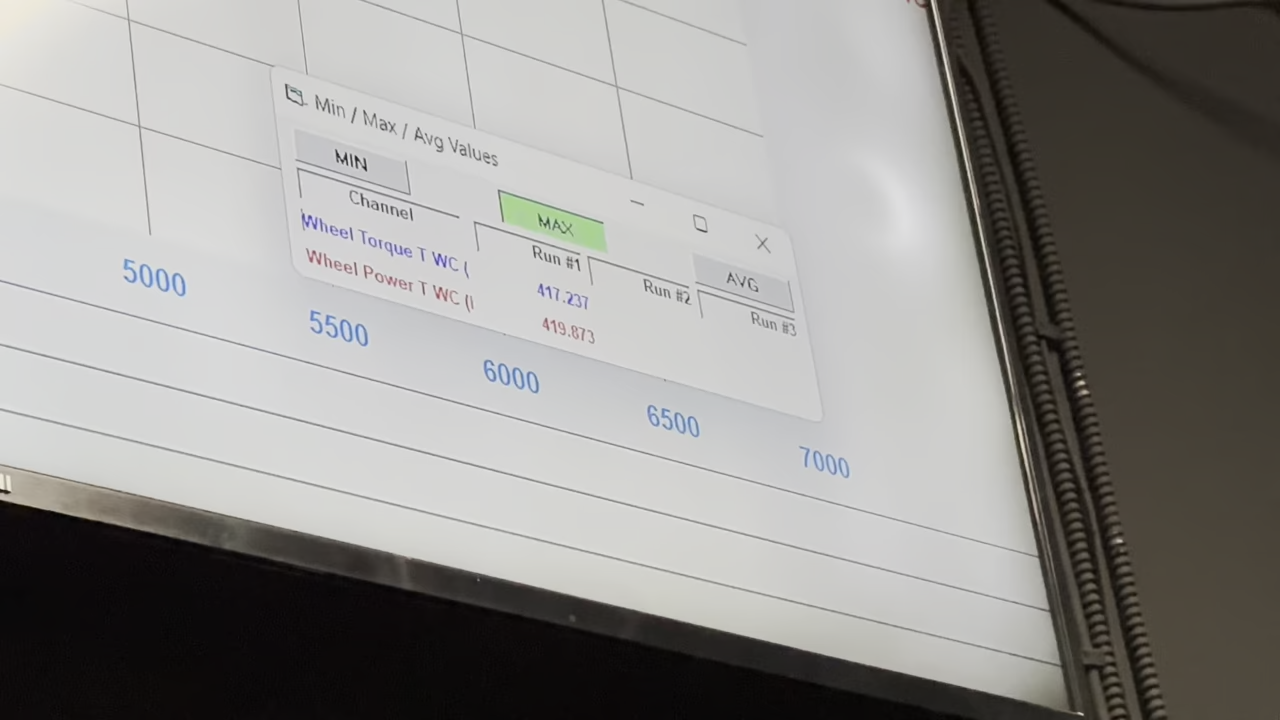 Min / Max / Avg Values
MIN
MAX
AVG
Channel
Run #1
Run #2
Run #3
Wheel Torque T WC (
417.237
Wheel Power T WC (
419.873
5000
5500
6000
6500
7000